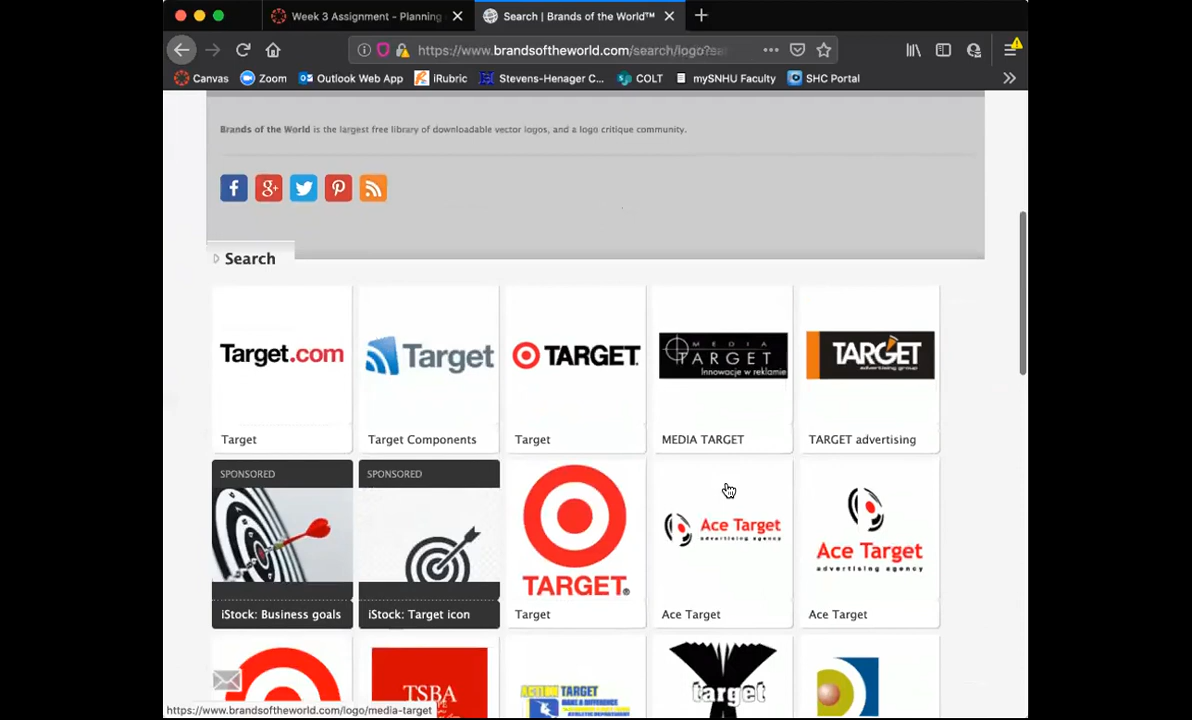 Week 3 Assignment - Planning
Search | Brands of the World™
https://www.brandsoftheworld.com/search/logo?se
Canvas
Zoom
Outlook Web App
iRubric
Stevens-Henager C...
COLT
mySNHU Faculty
SHC Portal
Brands of the World is the largest free library of downloadable vector logos, and a logo critique community.
Search
Target.com
Target
TARGET.
MEDIA
TARGET
Innowacje w reklamie
TARGET
advertising group
Target
Target Components
Target
MEDIA TARGET
TARGET advertising
SPONSORED
SPONSORED
TARGET®
Ace Target
advertising agency
Ace Target
advertising agency
iStock: Business goals
iStock: Target icon
Target
Ace Target
Ace Target
TSBA
ACTION TARGET
MAKE A DIFFERENCE
target
https://www.brandsoftheworld.com/logo/media-target